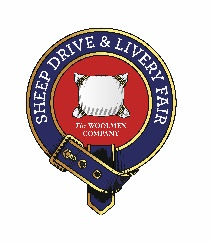 SHEEP DRIVE & LIVERY FAIR
The WOOLMEN
COMPANY